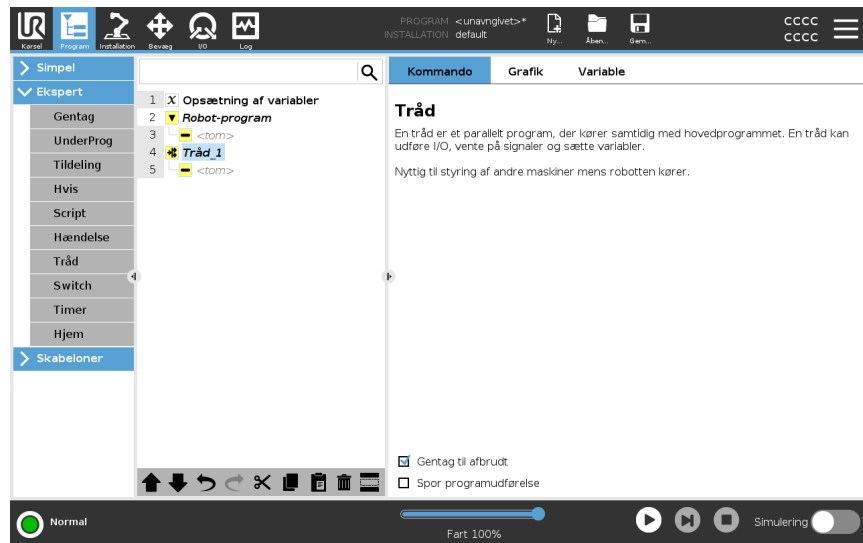 PROGRAM <unavngivet>*
INSTALLATION default
UR
Kørsel
Program
Installation
Bevæg
I/O
Log
Ny...
Åben...
Gem...
CCCC
CCCC
Simpel
Ekspert
Gentag
UnderProg
Tildeling
Hvis
Script
Hændelse
Tråd
Switch
Timer
Hjem
Skabeloner
1 X Opsætning af variabler
2 Robot-program
3 <tom>
4 Tråd_1
5 <tom>
Kommando Grafik Variable
Tråd
En tråd er et parallelt program, der kører samtidig med hovedprogrammet. En tråd kan
udføre I/O, vente på signaler og sætte variabler.
Nyttig til styring af andre maskiner mens robotten kører.
Gentag til afbrudt
Spor programudførelse
Normal
Fart 100%
Simulering